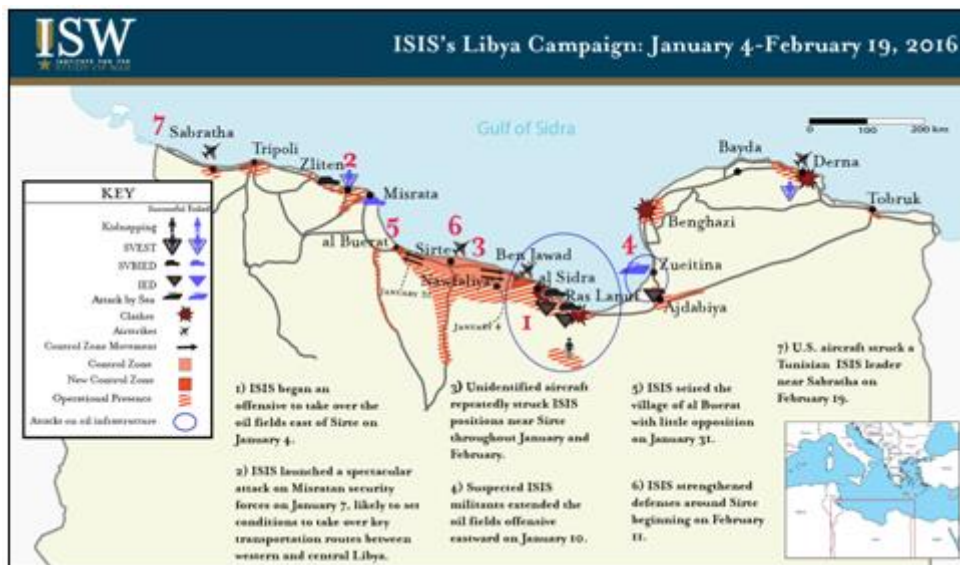 ISW
INSTITUTE FOR THE
STUDY OF WAR
ISIS's Libya Campaign: January 4-February 19, 2016
Gulf of Sidra
0 100 200 km
7
Sabratha
Tripoli
Zliten
2
Misrata
5
al Buerat
6
Sirte
3
Ben Jawad
Nawfaliya
al Sidra
Ras Lanuf
1
January 4
4
Zueitina
Ajdabiya
Benghazi
Bayda
Derna
Tobruk
KEY
Successful Failed
Kidnapping
SVEST
SVBIED
IED
Attack by Sea
Clashes
Airstrikes
Control Zone Movement
Control Zone
New Control Zone
Operational Presence
Attacks on oil infrastructure
1) ISIS began an
offensive to take over the
oil fields east of Sirte on
January 4.
2) ISIS launched a spectacular
attack on Misratan security
forces on January 7, likely to set
conditions to take over key
transportation routes between
western and central Libya.
3) Unidentified aircraft
repeatedly struck ISIS
positions near Sirte
throughout January and
February.
4) Suspected ISIS
militants extended the
oil fields offensive
eastward on January 10.
5) ISIS seized the
village of al Buerat
with little opposition
on January 31.
6) ISIS strengthened
defenses around Sirte
beginning on February
11.
7) U.S. aircraft struck a
Tunisian ISIS leader
near Sabratha on
February 19.